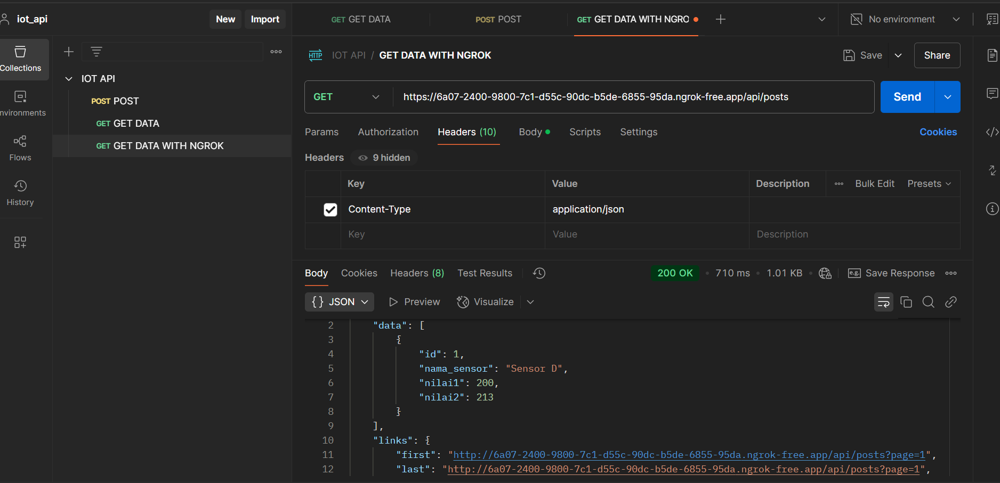 iot_api
New
Import
GET GET DATA
POST POST
GET GET DATA WITH NGRO
No environment
Collections
nvironments
Flows
History
IOT API
POST POST
GET GET DATA
GET GET DATA WITH NGROK
HTTP IOT API / GET DATA WITH NGROK
Save
Share
GET
https://6a07-2400-9800-7c1-d55c-90dc-b5de-6855-95da.ngrok-free.app/api/posts
Send
Params Authorization Headers (10) Body Scripts Settings Cookies
Headers 9 hidden
Key Value Description Bulk Edit Presets
Content-Type application/json
Key Value Description
Body Cookies Headers (8) Test Results
200 OK 710 ms 1.01 KB e.g. Save Response
{} JSON Preview Visualize
2 "data": [
3 {
4 "id": 1,
5 "nama_sensor": "Sensor D",
6 "nilai1": 200,
7 "nilai2": 213
8 }
9 ],
10 "links": {
11 "first": "http://6a07-2400-9800-7c1-d55c-90dc-b5de-6855-95da.ngrok-free.app/api/posts?page=1",
12 "last": "http://6a07-2400-9800-7c1-d55c-90dc-b5de-6855-95da.ngrok-free.app/api/posts?page=1",